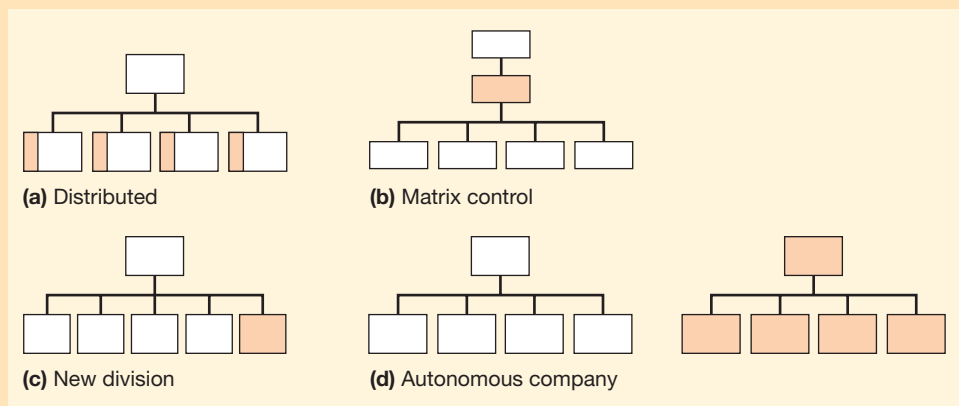 (a) Distributed
(b) Matrix control
(c) New division
(d) Autonomous company